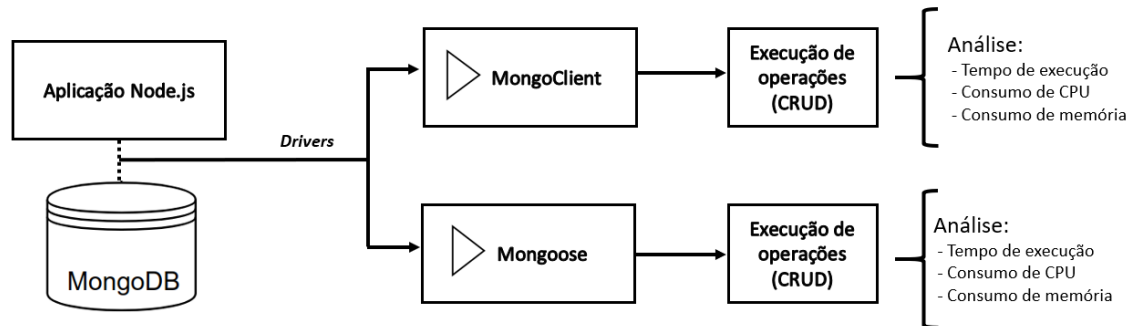 Aplicação Node.js
MongoDB
Drivers
MongoClient
Execução de
operações
(CRUD)
Análise:
- Tempo de execução
- Consumo de CPU
- Consumo de memória
Mongoose
Execução de
operações
(CRUD)
Análise:
- Tempo de execução
- Consumo de CPU
- Consumo de memória